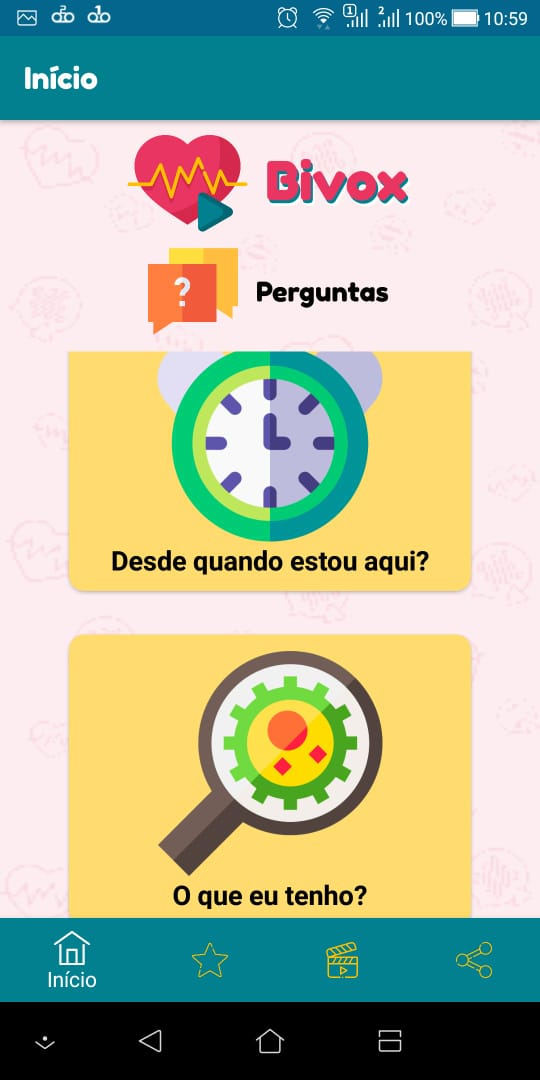 100% 10:59
Início
Bivox
?
Perguntas
Desde quando estou aqui?
O que eu tenho?
Início